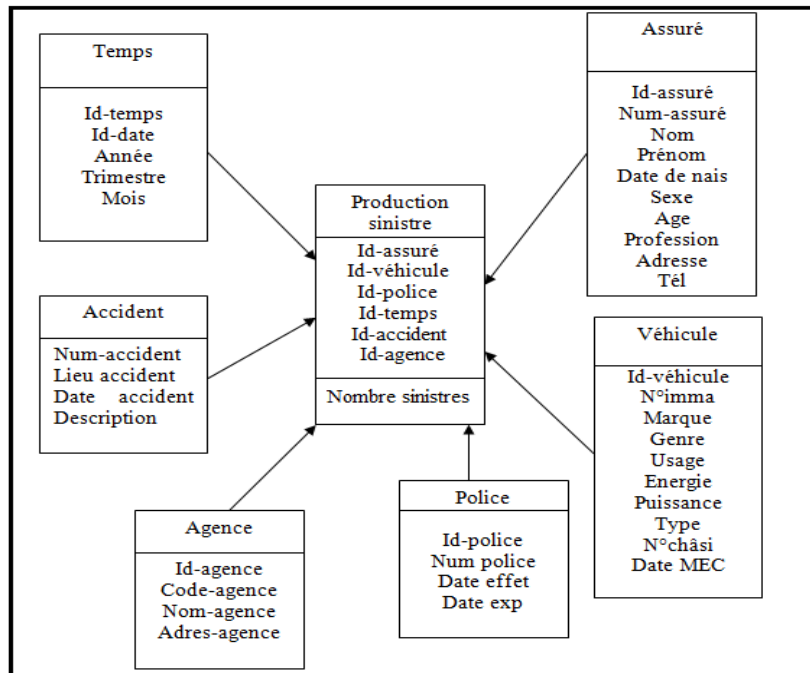 Temps
Id-temps
Id-date
Année
Trimestre
Mois
Assuré
Id-assuré
Num-assuré
Nom
Prénom
Date de nais
Sexe
Age
Profession
Adresse
Tél
Production
sinistre
Id-assuré
Id-véhicule
Id-police
Id-temps
Id-accident
Id-agence
Nombre sinistres
Accident
Num-accident
Lieu accident
Date accident
Description
Véhicule
Id-véhicule
N°imma
Marque
Genre
Usage
Energie
Puissance
Type
N°châsi
Date MEC
Agence
Id-agence
Code-agence
Nom-agence
Adres-agence
Police
Id-police
Num police
Date effet
Date exp